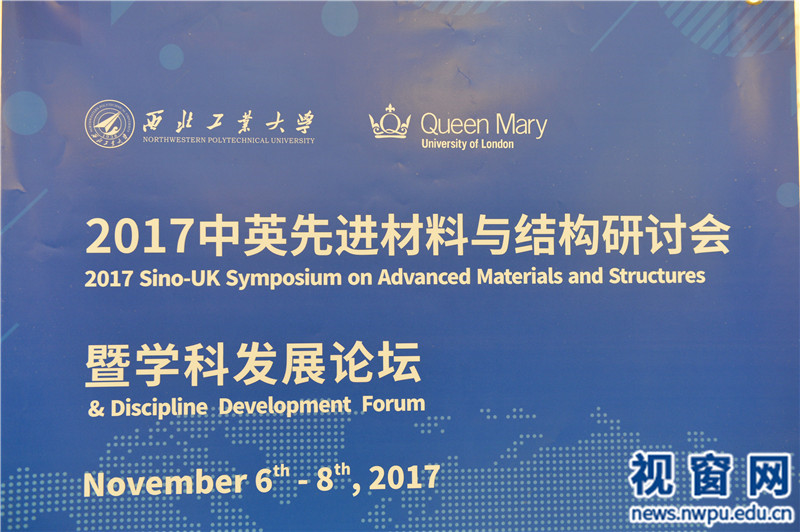 西北工业大学
NORTHWESTERN POLYTECHNICAL UNIVERSITY
Queen Mary
University of London
2017中英先进材料与结构研讨会
2017 Sino-UK Symposium on Advanced Materials and Structures
暨学科发展论坛
& Discipline Development Forum
November 6th - 8th, 2017
视窗网
news.nwpu.edu.cn